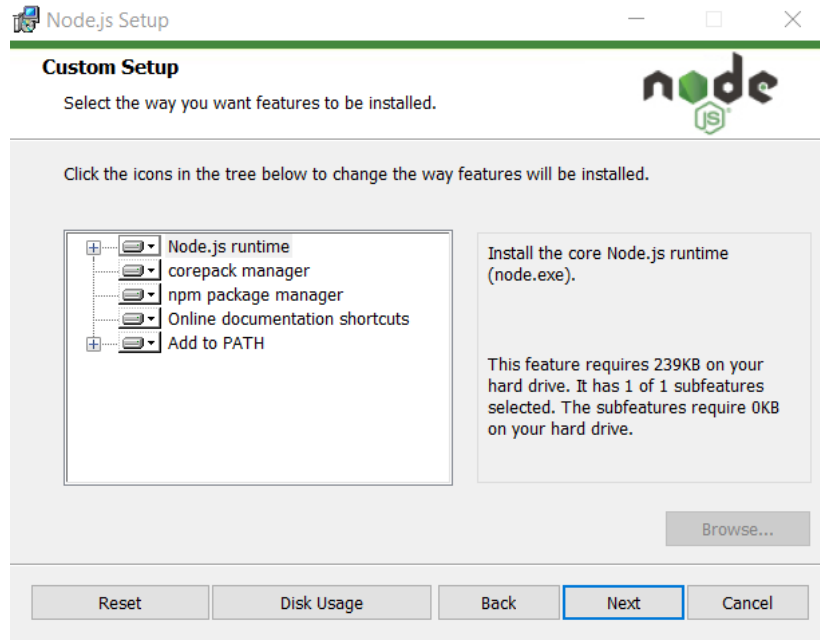 Node.js Setup
Custom Setup
Select the way you want features to be installed.
node
JS
Click the icons in the tree below to change the way features will be installed.
Node.js runtime
corepack manager
npm package manager
Online documentation shortcuts
Add to PATH
Install the core Node.js runtime
(node.exe).
This feature requires 239KB on your
hard drive. It has 1 of 1 subfeatures
selected. The subfeatures require 0KB
on your hard drive.
Browse...
Reset
Disk Usage
Back
Next
Cancel